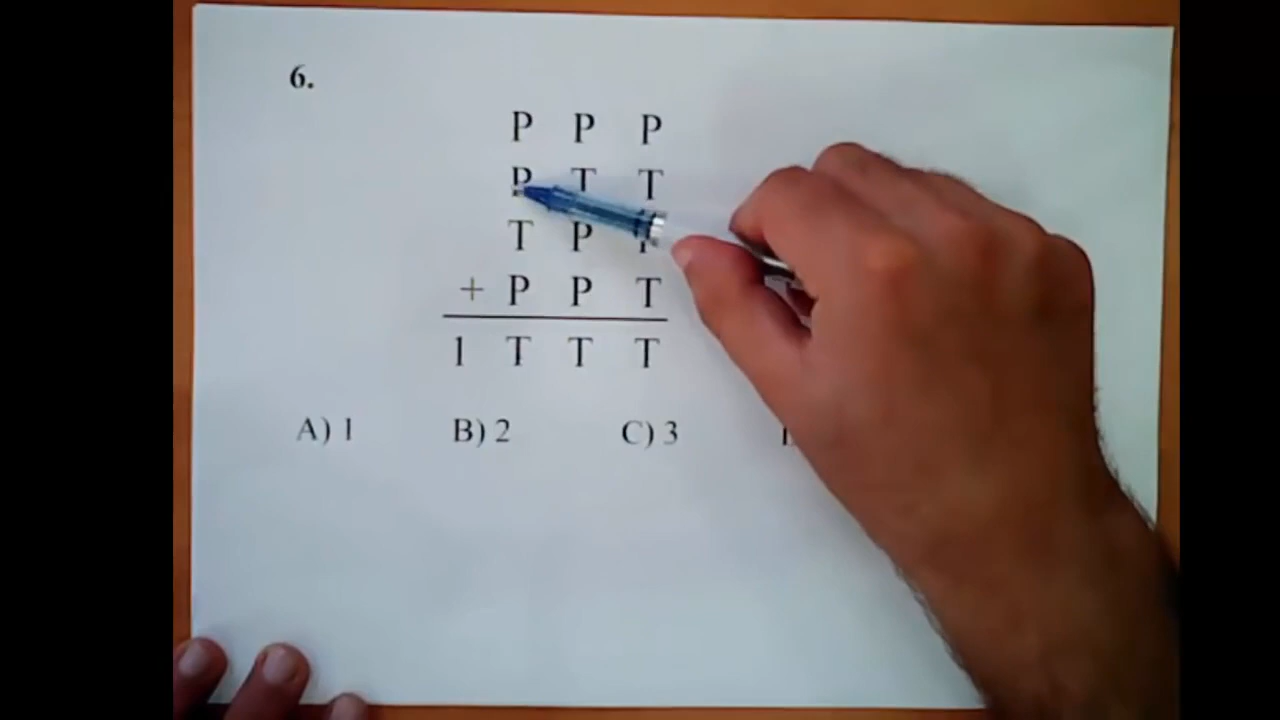 6.
P P P
P T T
T P
+ P P T
1 T T T
A) 1 B) 2 C) 3